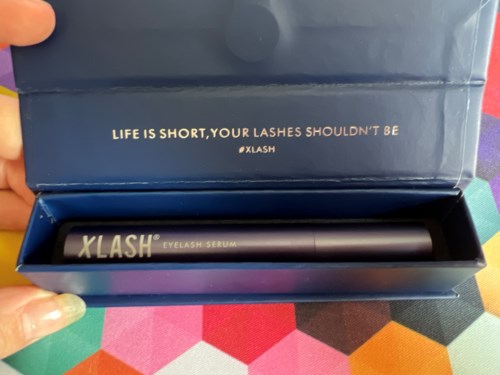 LIFE IS SHORT, YOUR LASHES SHOULDN'T BE
#XLASH
XLASH® EYELASH SERUM